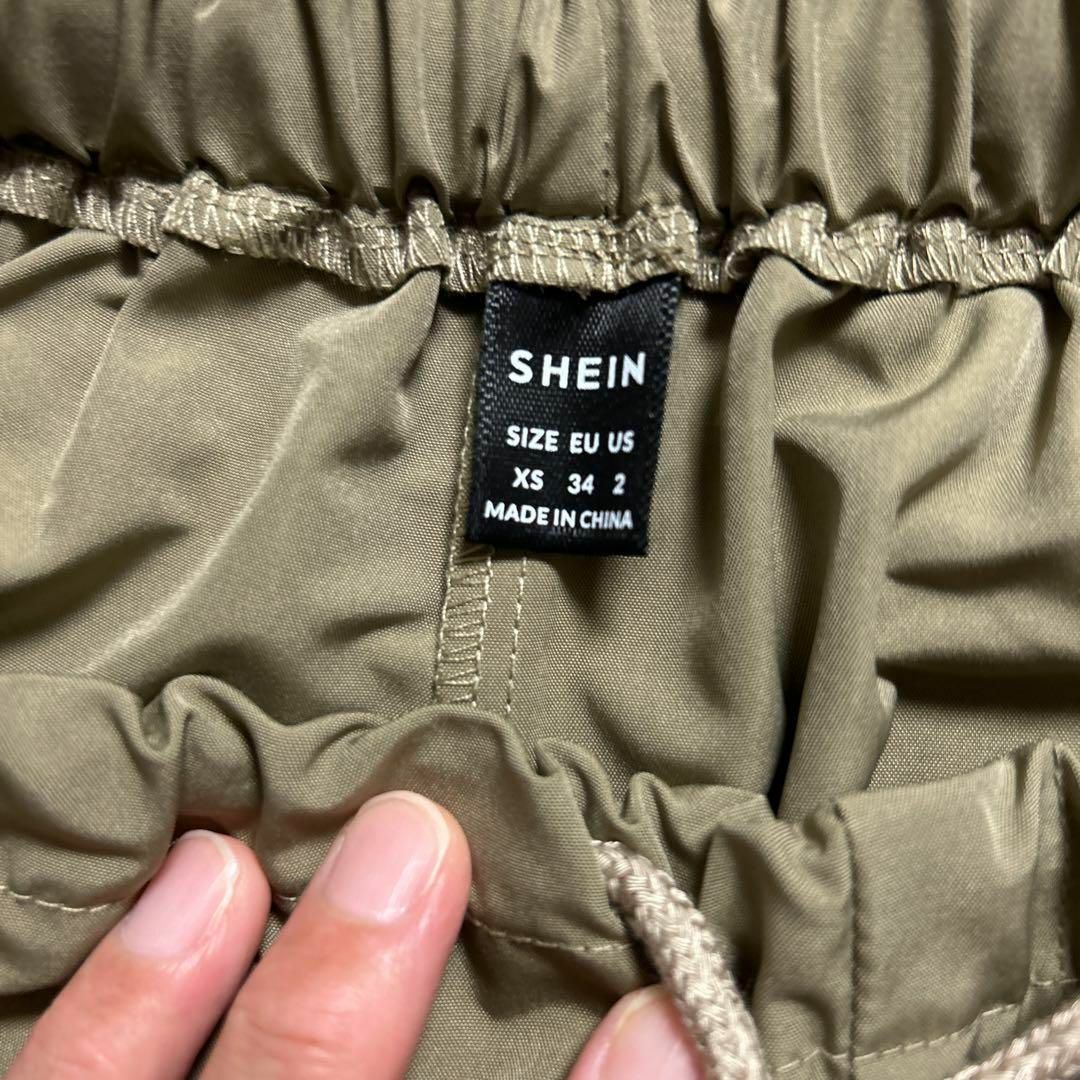 SHEIN
SIZE EU US
XS 34 2
MADE IN CHINA